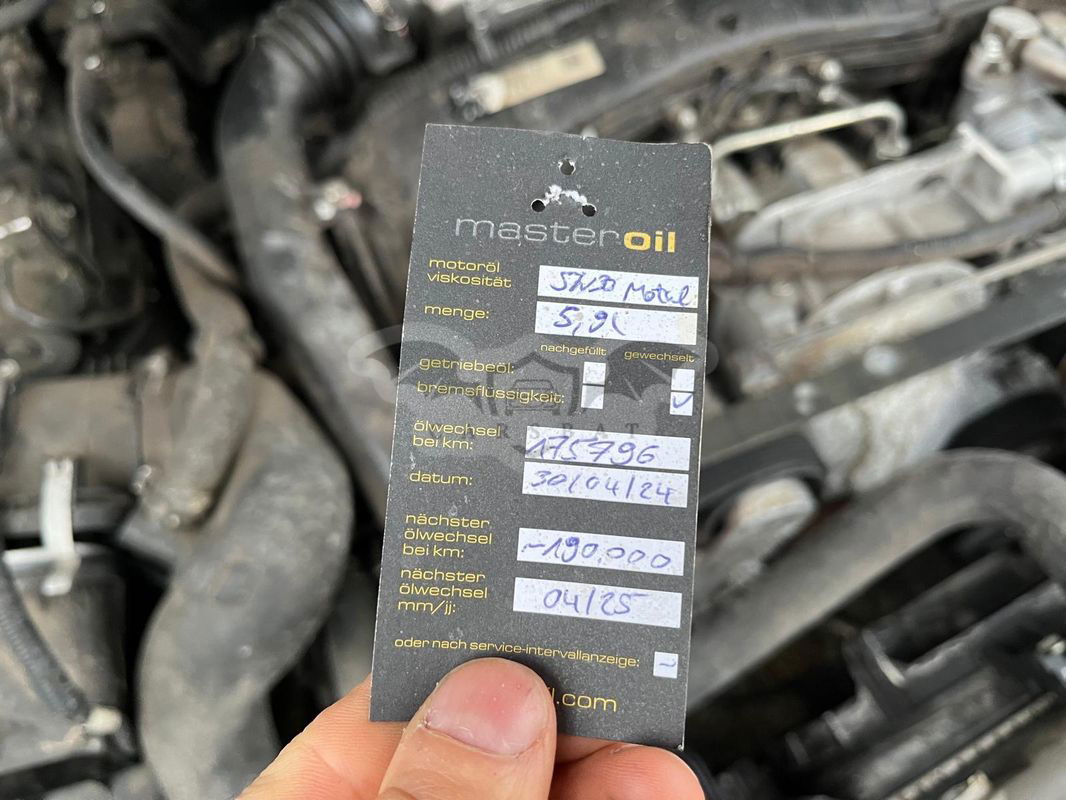 masteroil
motoröl
viskosität
5W30 Motul
menge:
5,9l
nachgefüllt gewechselt
getriebeöl:
bremsflüssigkeit:
ölwechsel
bei km:
175796
datum:
30/04/24
nächster
ölwechsel
bei km:
~190.000
nächster
ölwechsel
mm/jj:
04/25
oder nach service-intervallanzeige:
.com